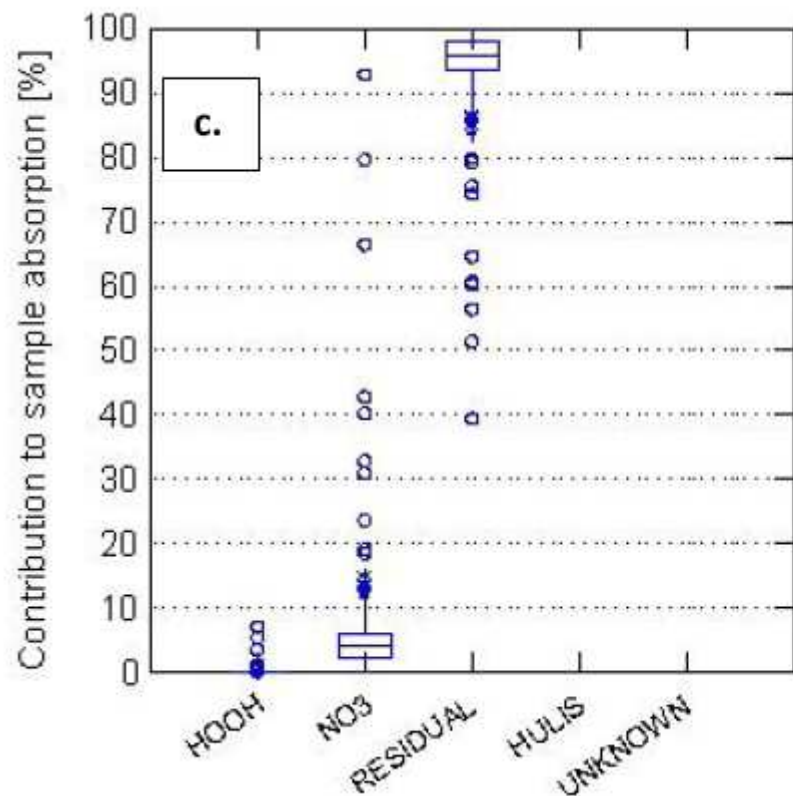 Contribution to sample absorption [%]
100
90
80
70
60
50
40
30
20
10
0
c.
HOOH
NO3
RESIDUAL
HULIS
UNKNOWN